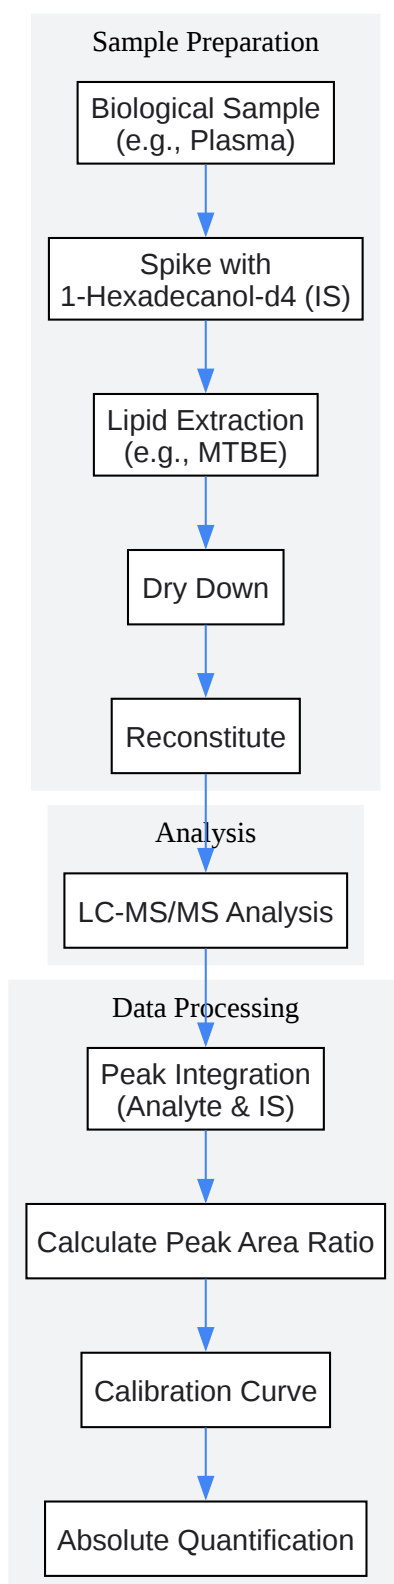 Sample Preparation
Biological Sample
(e.g., Plasma)
Spike with
1-Hexadecanol-d4 (IS)
Lipid Extraction
(e.g., MTBE)
Dry Down
Reconstitute
Analysis
LC-MS/MS Analysis
Data Processing
Peak Integration
(Analyte & IS)
Calculate Peak Area Ratio
Calibration Curve
Absolute Quantification